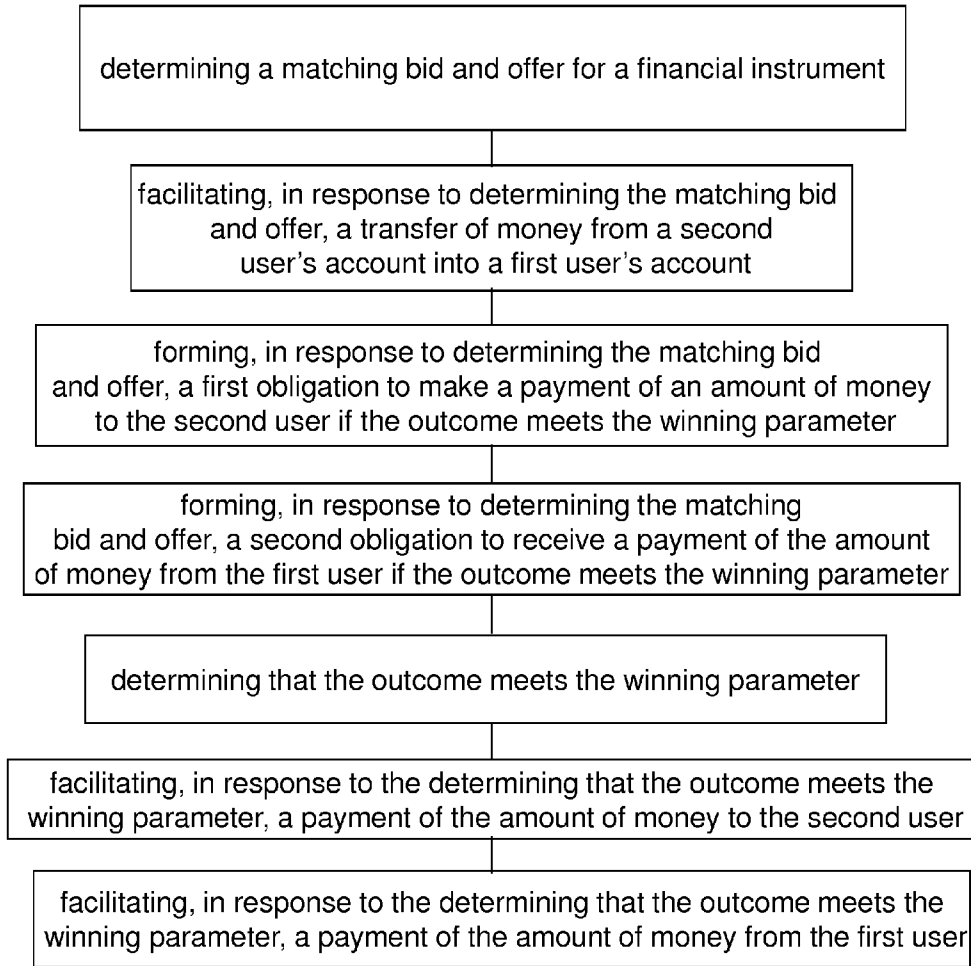 determining a matching bid and offer for a financial instrument
facilitating, in response to determining the matching bid
and offer, a transfer of money from a second
user's account into a first user's account
forming, in response to determining the matching bid
and offer, a first obligation to make a payment of an amount of money
to the second user if the outcome meets the winning parameter
forming, in response to determining the matching
bid and offer, a second obligation to receive a payment of the amount
of money from the first user if the outcome meets the winning parameter
determining that the outcome meets the winning parameter
facilitating, in response to the determining that the outcome meets the
winning parameter, a payment of the amount of money to the second user
facilitating, in response to the determining that the outcome meets the
winning parameter, a payment of the amount of money from the first user